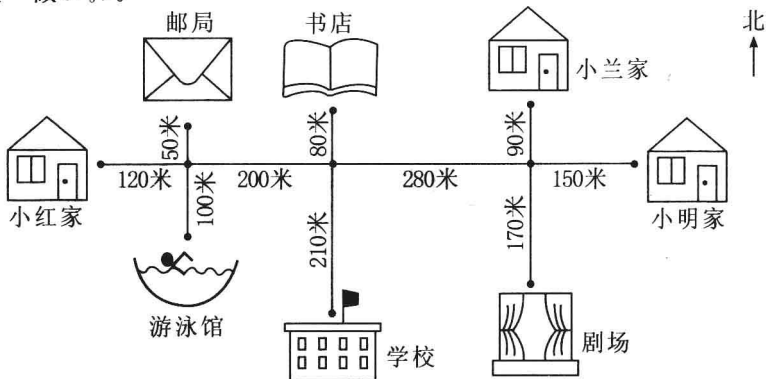 邮局
书店
北
小兰家
50米
80米
90米
120米
200米
280米
150米
小红家
100米
210米
170米
小明家
游泳馆
学校
剧场